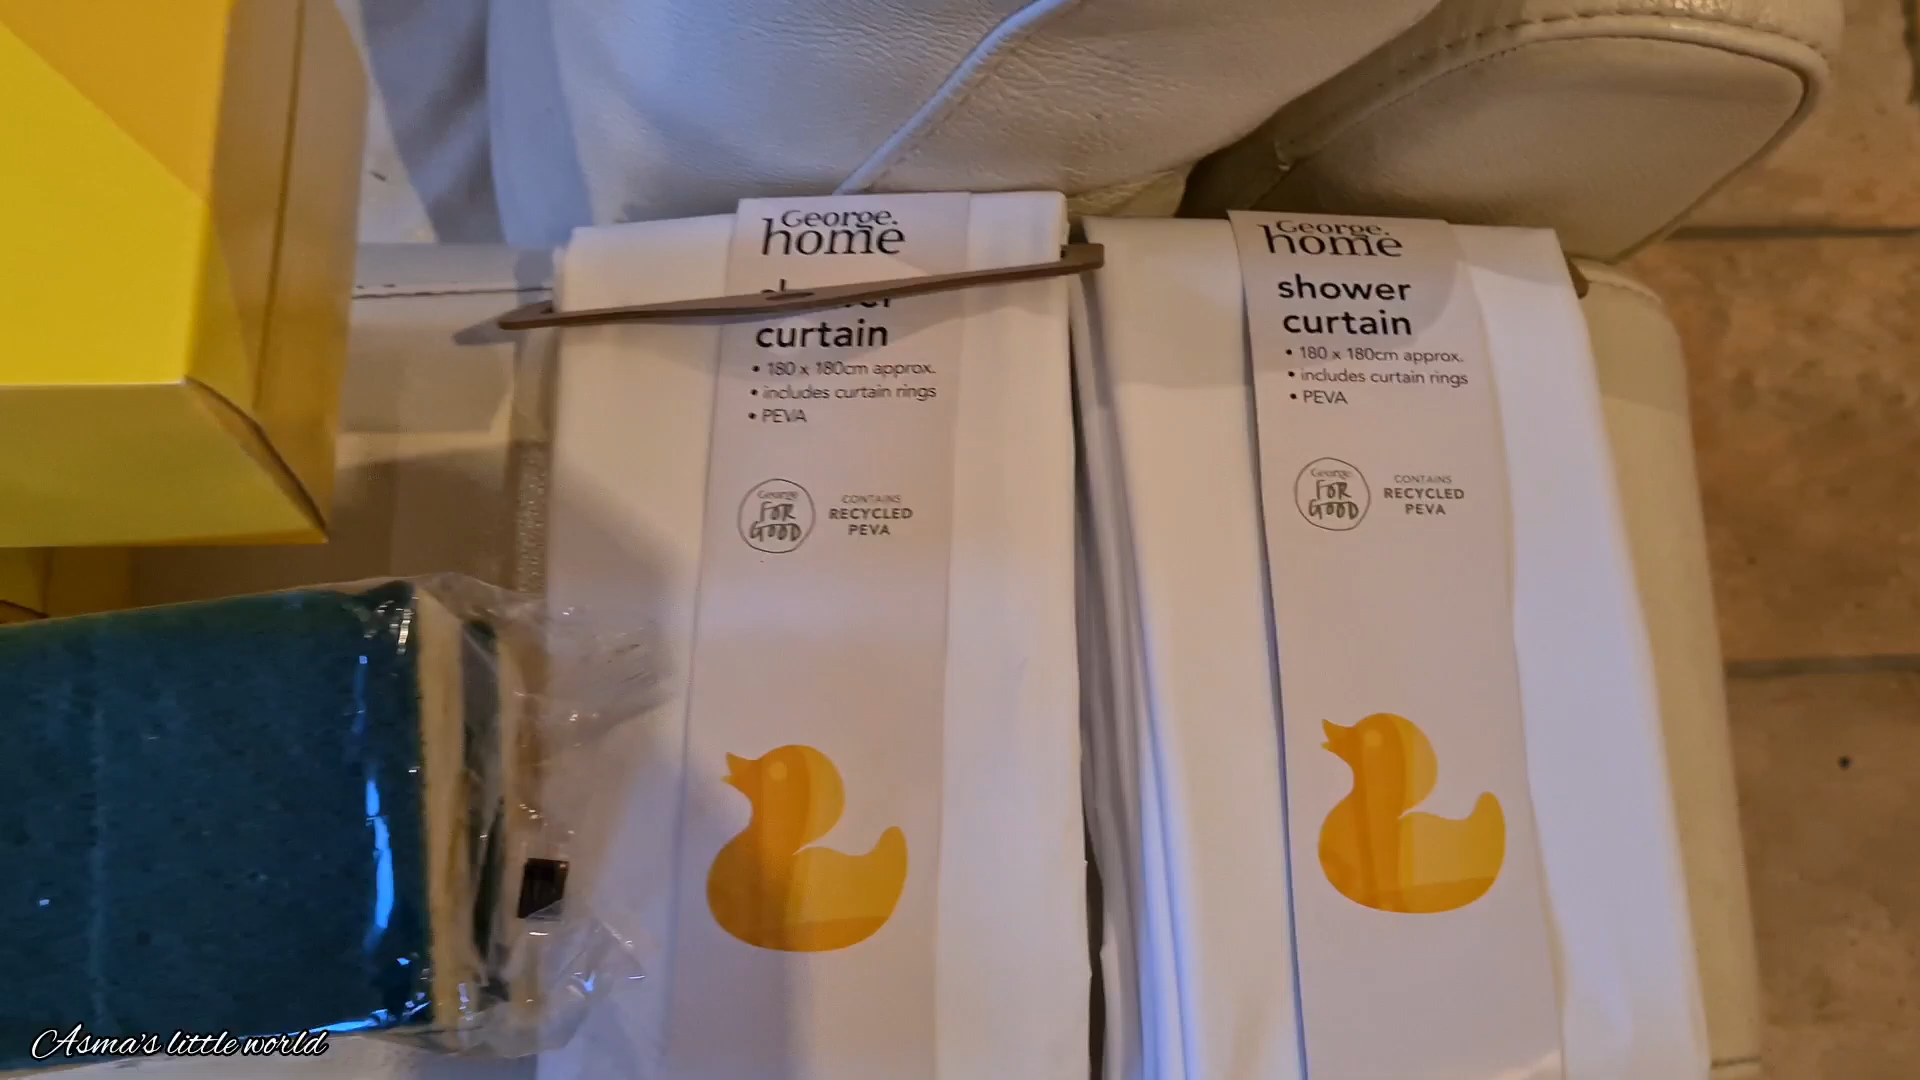 George.
home
shower
curtain
• 180 x 180cm approx.
• includes curtain rings
• PEVA
George
FOR
GOOD
CONTAINS
RECYCLED
PEVA
George.
home
shower
curtain
• 180 x 180cm approx.
• includes curtain rings
• PEVA
George
FOR
GOOD
CONTAINS
RECYCLED
PEVA
Asma's little world